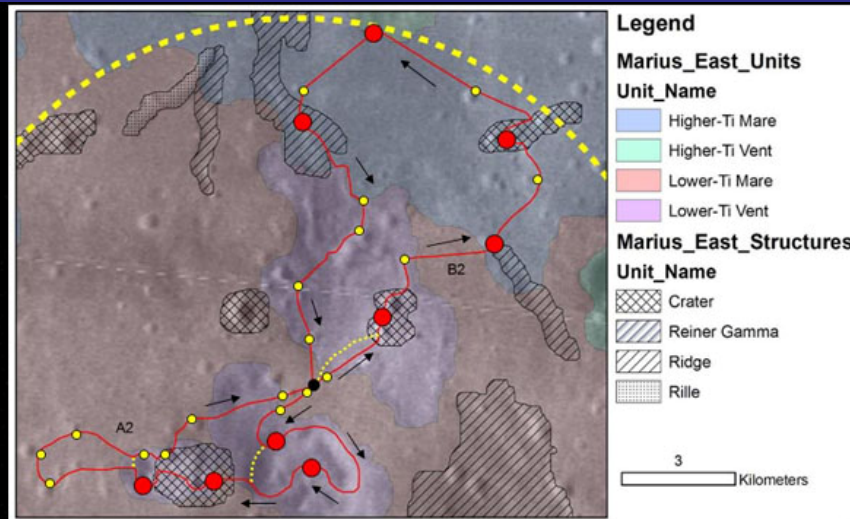 Legend
Marius_East_Units
Unit_Name
Higher-Ti Mare
Higher-Ti Vent
Lower-Ti Mare
Lower-Ti Vent
Marius_East_Structures
Unit_Name
Crater
Reiner Gamma
Ridge
Rille
3
Kilometers
B2
A2